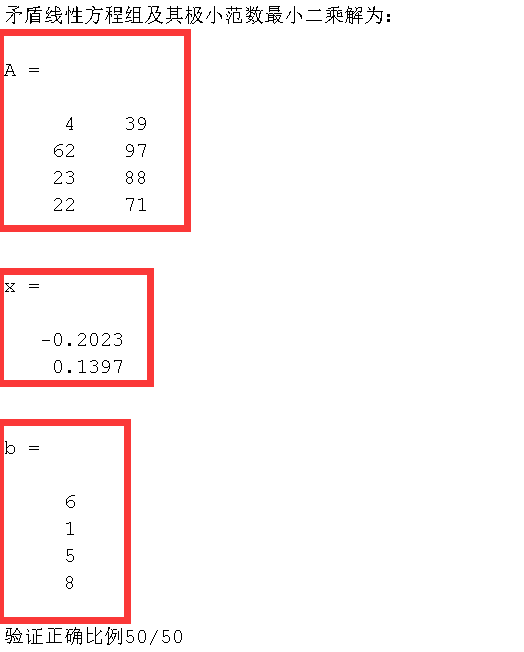 矛盾线性方程组及其极小范数最小二乘解为:
A =
4 39
62 97
23 88
22 71
x =
-0.2023
0.1397
b =
6
1
5
8
验证正确比例50/50